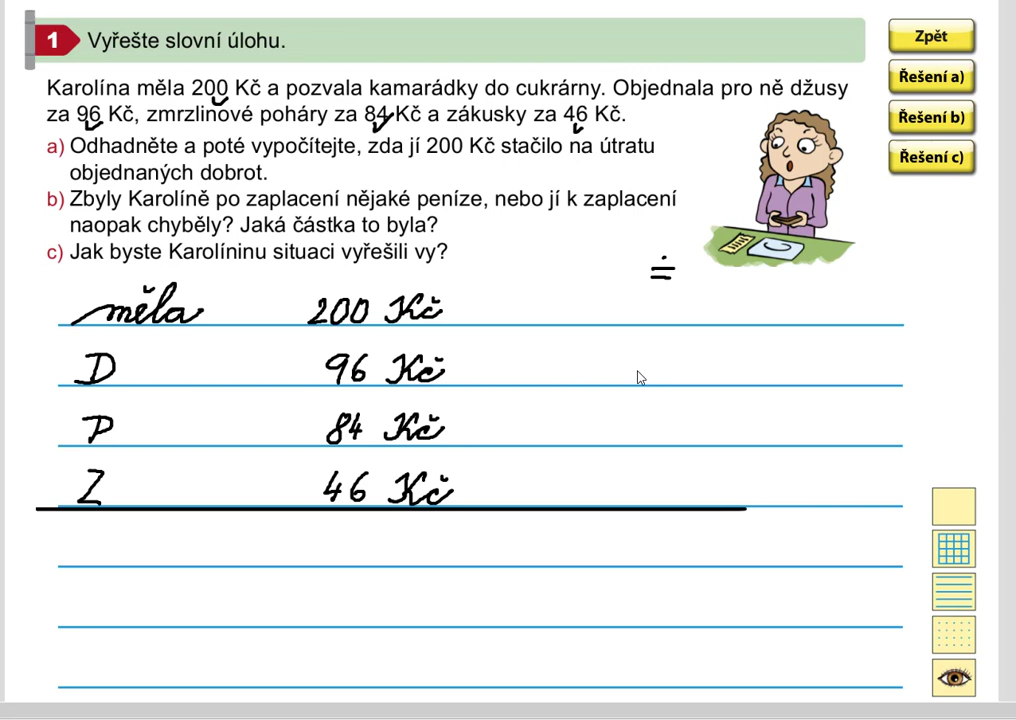 1 Vyřešte slovní úlohu.
Zpět
Řešení a)
Řešení b)
Řešení c)
Karolína měla 200 Kč a pozvala kamarádky do cukrárny. Objednala pro ně džusy
za 96 Kč, zmrzlinové poháry za 84 Kč a zákusky za 46 Kč.
a) Odhadněte a poté vypočítejte, zda jí 200 Kč stačilo na útratu
objednaných dobrot.
b) Zbyly Karolíně po zaplacení nějaké peníze, nebo jí k zaplacení
naopak chyběly? Jaká částka to byla?
c) Jak byste Karolíninu situaci vyřešili vy?
≐
měla 200 Kč
D 96 Kč
P 84 Kč
Z 46 Kč